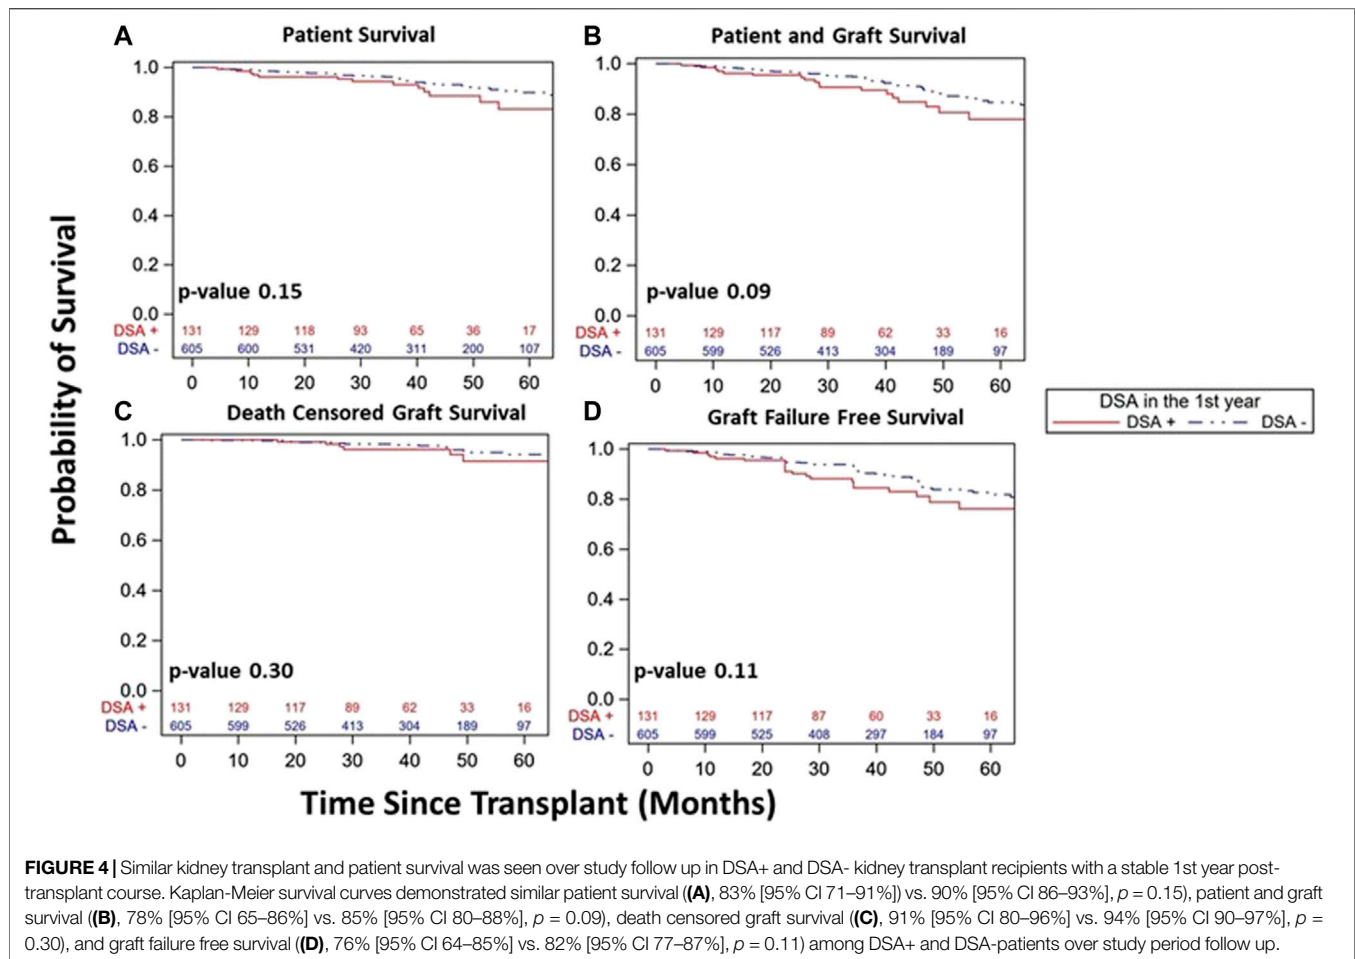 A
Patient Survival
1.0
0.8
0.6
0.4
0.2
0.0
p-value 0.15
DSA + 131 129 118 93 65 36 17
DSA - 605 600 531 420 311 200 107
0 10 20 30 40 50 60
B
Patient and Graft Survival
1.0
0.8
0.6
0.4
0.2
0.0
p-value 0.09
DSA + 131 129 117 89 62 33 16
DSA - 605 599 526 413 304 189 97
0 10 20 30 40 50 60
Probability of Survival
C
Death Censored Graft Survival
1.0
0.8
0.6
0.4
0.2
0.0
p-value 0.30
DSA + 131 129 117 89 62 33 16
DSA - 605 599 526 413 304 189 97
0 10 20 30 40 50 60
D
Graft Failure Free Survival
1.0
0.8
0.6
0.4
0.2
0.0
p-value 0.11
DSA + 131 129 117 87 60 33 16
DSA - 605 599 525 408 297 184 97
0 10 20 30 40 50 60
DSA in the 1st year
DSA + DSA -
Time Since Transplant (Months)
FIGURE 4 | Similar kidney transplant and patient survival was seen over study follow up in DSA+ and DSA- kidney transplant recipients with a stable 1st year post-
transplant course. Kaplan-Meier survival curves demonstrated similar patient survival ((A), 83% [95% CI 71–91%]) vs. 90% [95% CI 86–93%], p = 0.15), patient and graft
survival ((B), 78% [95% CI 65–86%] vs. 85% [95% CI 80–88%], p = 0.09), death censored graft survival ((C), 91% [95% CI 80–96%] vs. 94% [95% CI 90–97%], p =
0.30), and graft failure free survival ((D), 76% [95% CI 64–85%] vs. 82% [95% CI 77–87%], p = 0.11) among DSA+ and DSA-patients over study period follow up.